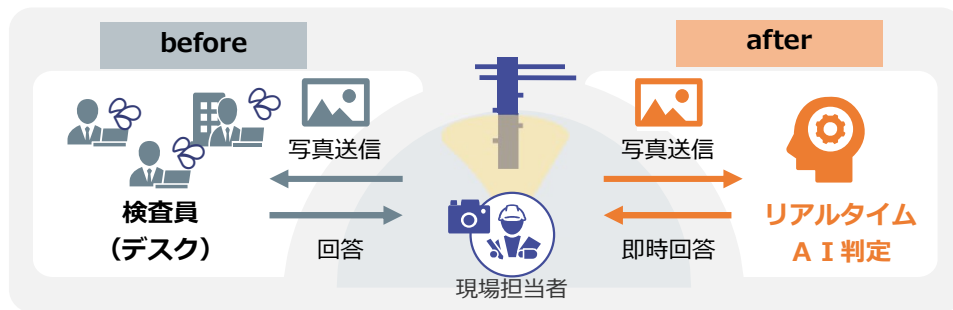 before
after
写真送信
写真送信
検査員
(デスク)
回答
リアルタイム
ＡＩ判定
即時回答
現場担当者